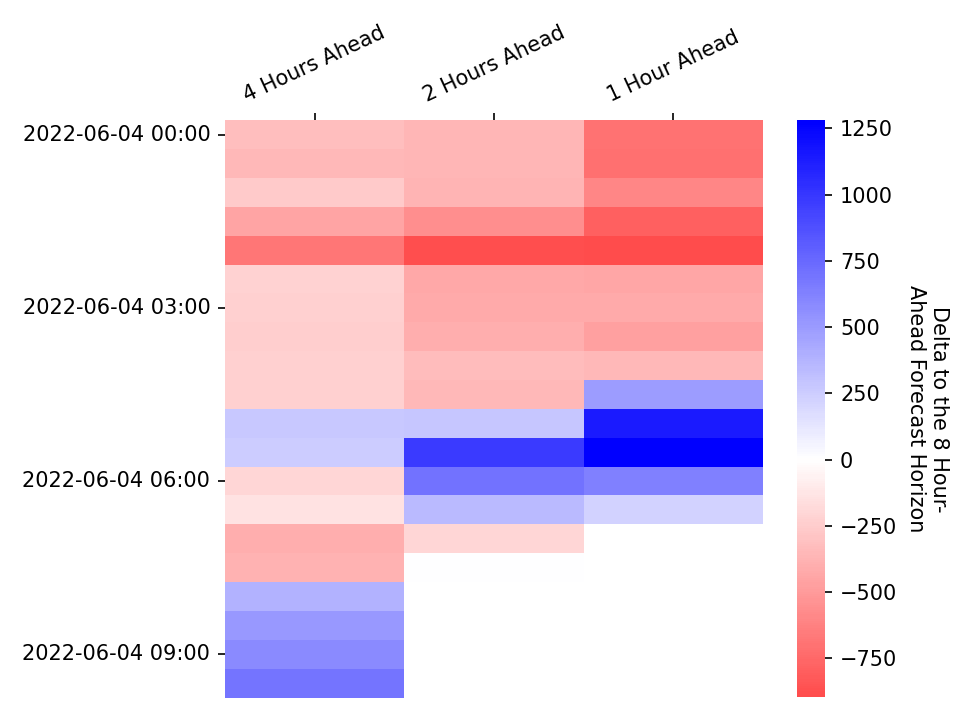 4 Hours Ahead
2 Hours Ahead
1 Hour Ahead
2022-06-04 00:00
2022-06-04 03:00
2022-06-04 06:00
2022-06-04 09:00
1250
1000
750
500
250
0
−250
−500
−750
Delta to the 8 Hour-
Ahead Forecast Horizon